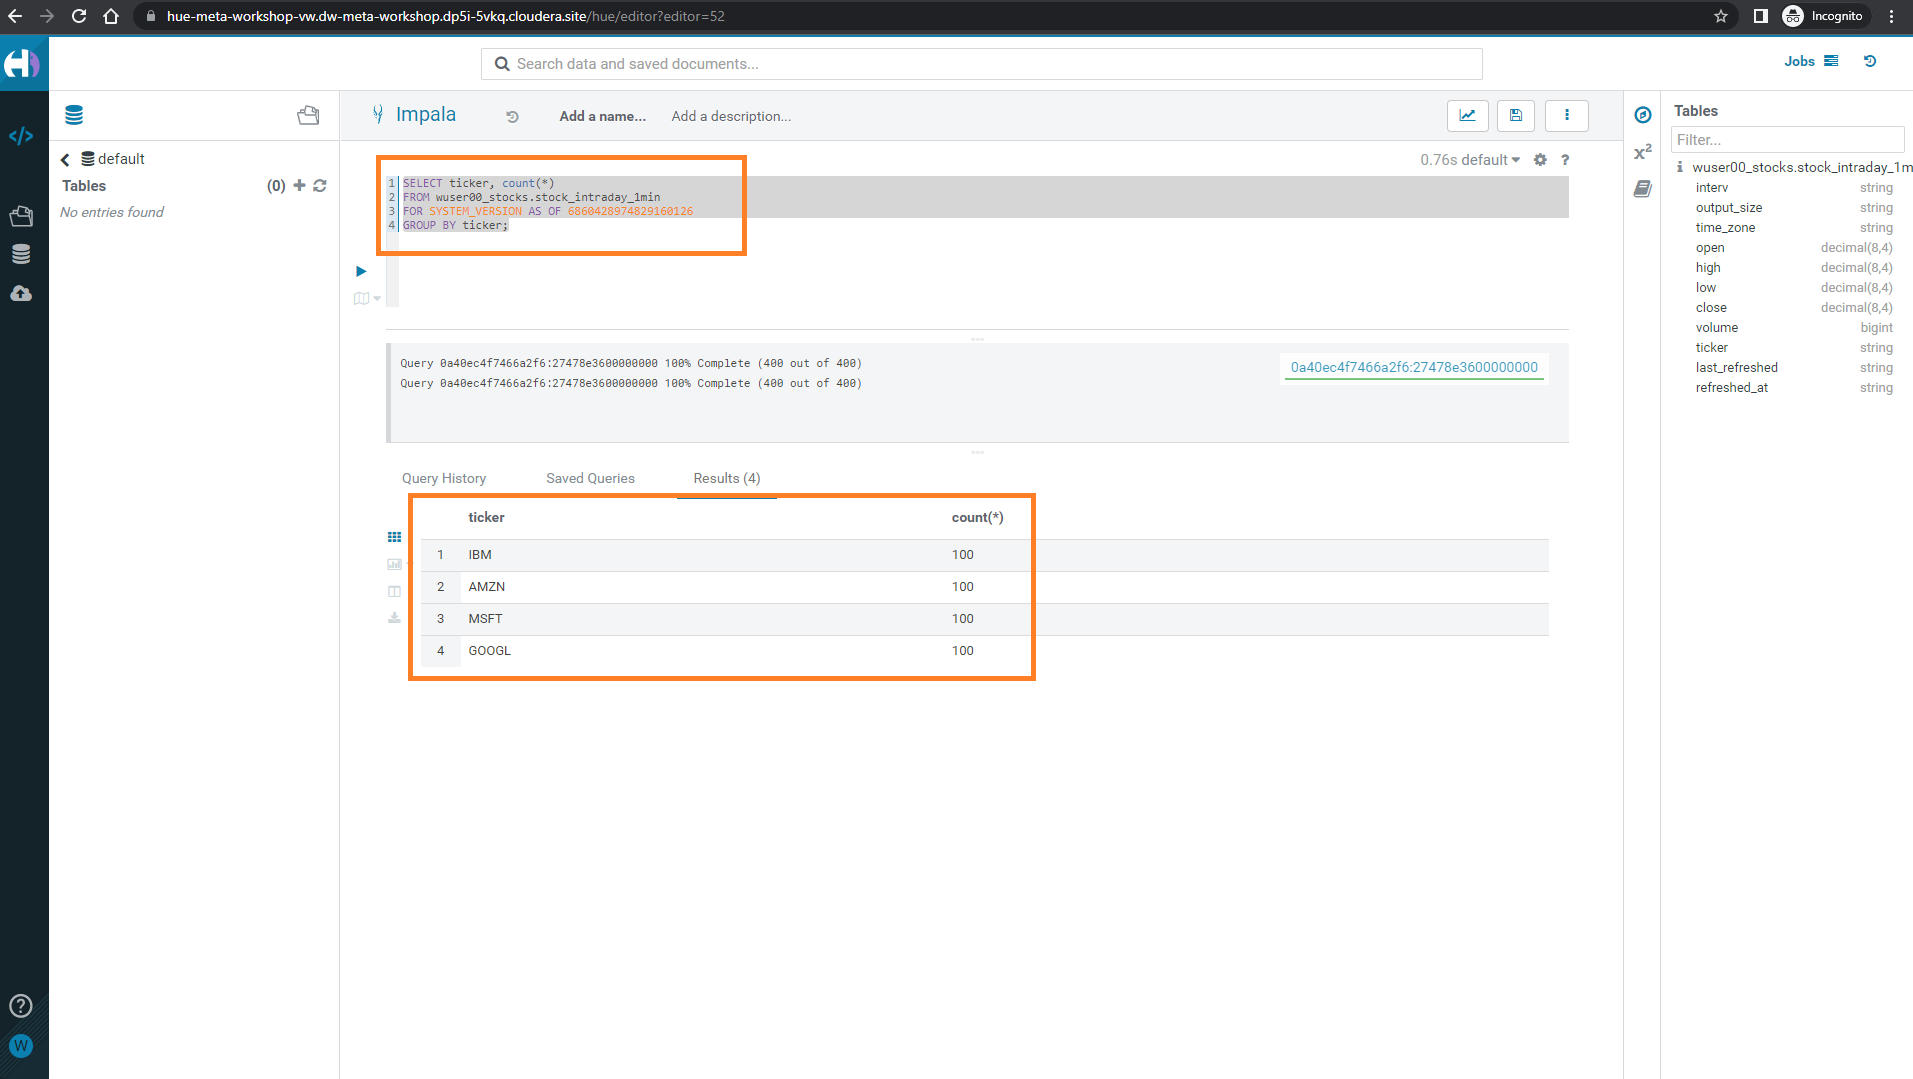 hue-meta-workshop-vw.dw-meta-workshop.dp5i-5vkq.cloudera.site/hue/editor?editor=52
Incognito
Search data and saved documents...
Jobs
Impala
Add a name...
Add a description...
default
Tables
(0)
No entries found
0.76s default
?
1 SELECT ticker, count(*)
2 FROM wuser00_stocks.stock_intraday_1min
3 FOR SYSTEM_VERSION AS OF 6860428974829160126
4 GROUP BY ticker;
Query 0a40ec4f7466a2f6:27478e3600000000 100% Complete (400 out of 400)
Query 0a40ec4f7466a2f6:27478e3600000000 100% Complete (400 out of 400)
0a40ec4f7466a2f6:27478e3600000000
Query History
Saved Queries
Results (4)
ticker count(*)
1 IBM 100
2 AMZN 100
3 MSFT 100
4 GOOGL 100
x²
Tables
Filter...
wuser00_stocks.stock_intraday_1m
interv string
output_size string
time_zone string
open decimal(8,4)
high decimal(8,4)
low decimal(8,4)
close decimal(8,4)
volume bigint
ticker string
last_refreshed string
refreshed_at string
?
W